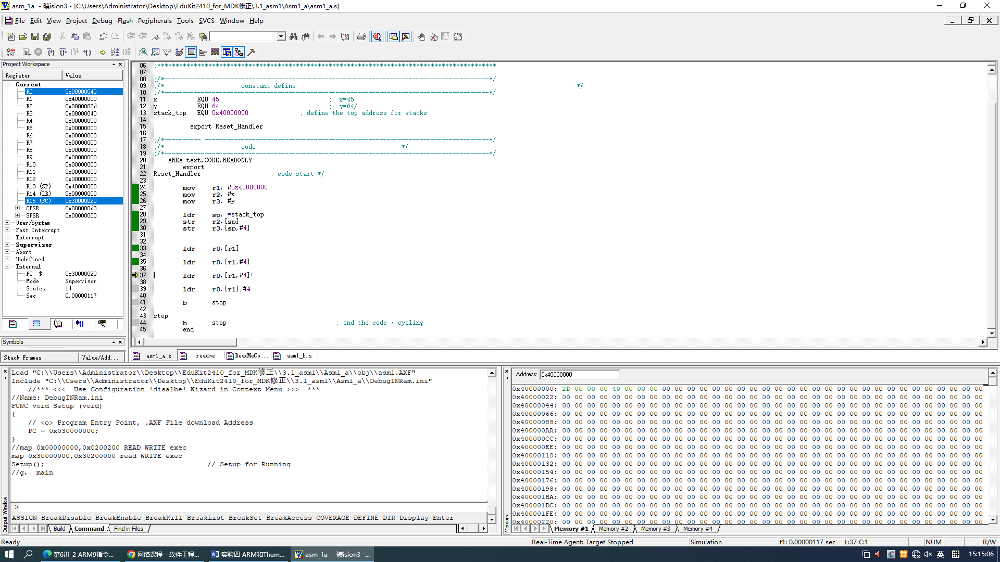 asm_1a - 礦ision3 - [C:\Users\Administrator\Desktop\EduKit2410_for_MDK修正\3.1_asm1\Asm1_a\asm1_a.s]
File Edit View Project Debug Flash Peripherals Tools SVCS Window Help
Project Workspace
Register Value
Current
R0 0x00000040
R1 0x40000000
R2 0x0000002d
R3 0x00000040
R4 0x00000000
R5 0x00000000
R6 0x00000000
R7 0x00000000
R8 0x00000000
R9 0x00000000
R10 0x00000000
R11 0x00000000
R12 0x00000000
R13 (SP) 0x40000000
R14 (LR) 0x00000000
R15 (PC) 0x30000020
CPSR 0x000000d3
SPSR 0x00000000
User/System
Fast Interrupt
Interrupt
Supervisor
Abort
Undefined
Internal
PC $ 0x30000020
Mode Supervisor
States 14
Sec 0.00000117
Symbols
Stack Frames Value/Add...
06 ;*********************************************************************************************
07
08 ;/*-----------------------------------------------------------------------------------------*/
09 ;/* constant define */
10 ;/*-----------------------------------------------------------------------------------------*/
11 x EQU 45 ; x=45
12 y EQU 64 ; y=64/
13 stack_top EQU 0x40000000 ; define the top address for stacks
14
15 export Reset_Handler
16
17 ;/*---------- ------------------------------------------------------------------------------*/
18 ;/* code */
19 ;/*-----------------------------------------------------------------------------------------*/
20 AREA text,CODE,READONLY
21 export
22 Reset_Handler ; code start */
23
24 mov r1, #0x40000000
25 mov r2, #x
26 mov r3, #y
27
28 ldr sp, =stack_top
29 str r2,[sp]
30 str r3,[sp,#4]
31
32
33 ldr r0,[r1]
34
35 ldr r0,[r1,#4]
36
37 ldr r0,[r1,#4]!
38
39 ldr r0,[r1],#4
40
41 b stop
42
43 stop
44 b stop ; end the code ，cycling
45 end
asm1_a.s readme ReadMeCo... asm1_b.s
Load "C:\\Users\\Administrator\\Desktop\\EduKit2410_for_MDK修正\\3.1_asm1\\Asm1_a\\obj\\asm1.AXF"
Include "C:\\Users\\Administrator\\Desktop\\EduKit2410_for_MDK修正\\3.1_asm1\\Asm1_a\\DebugINRam.ini"
//*** <<< Use Configuration !disalbe! Wizard in Context Menu >>> ***
//Name: DebugINRam.ini
FUNC void Setup (void)
{
// <o> Program Entry Point, .AXF File download Address
PC = 0x030000000;
}
//map 0x00000000,0x0200200 READ WRITE exec
map 0x30000000,0x30200000 read WRITE exec
Setup(); // Setup for Running
//g, main
>
ASSIGN BreakDisable BreakEnable BreakKill BreakList BreakSet BreakAccess COVERAGE DEFINE DIR Display Enter
Build Command Find in Files
Output Window
Address: 0x40000000
0x40000000: 2D 00 00 00 40 00 00 00 00 00 00 00 00 00 00 00 00 00 00 00 00 00 00 00 00 00 00 00 00 00 00 00 00 00
0x40000022: 00 00 00 00 00 00 00 00 00 00 00 00 00 00 00 00 00 00 00 00 00 00 00 00 00 00 00 00 00 00 00 00 00 00
0x40000044: 00 00 00 00 00 00 00 00 00 00 00 00 00 00 00 00 00 00 00 00 00 00 00 00 00 00 00 00 00 00 00 00 00 00
0x40000066: 00 00 00 00 00 00 00 00 00 00 00 00 00 00 00 00 00 00 00 00 00 00 00 00 00 00 00 00 00 00 00 00 00 00
0x40000088: 00 00 00 00 00 00 00 00 00 00 00 00 00 00 00 00 00 00 00 00 00 00 00 00 00 00 00 00 00 00 00 00 00 00
0x400000AA: 00 00 00 00 00 00 00 00 00 00 00 00 00 00 00 00 00 00 00 00 00 00 00 00 00 00 00 00 00 00 00 00 00 00
0x400000CC: 00 00 00 00 00 00 00 00 00 00 00 00 00 00 00 00 00 00 00 00 00 00 00 00 00 00 00 00 00 00 00 00 00 00
0x400000EE: 00 00 00 00 00 00 00 00 00 00 00 00 00 00 00 00 00 00 00 00 00 00 00 00 00 00 00 00 00 00 00 00 00 00
0x40000110: 00 00 00 00 00 00 00 00 00 00 00 00 00 00 00 00 00 00 00 00 00 00 00 00 00 00 00 00 00 00 00 00 00 00
0x40000132: 00 00 00 00 00 00 00 00 00 00 00 00 00 00 00 00 00 00 00 00 00 00 00 00 00 00 00 00 00 00 00 00 00 00
0x40000154: 00 00 00 00 00 00 00 00 00 00 00 00 00 00 00 00 00 00 00 00 00 00 00 00 00 00 00 00 00 00 00 00 00 00
0x40000176: 00 00 00 00 00 00 00 00 00 00 00 00 00 00 00 00 00 00 00 00 00 00 00 00 00 00 00 00 00 00 00 00 00 00
0x40000198: 00 00 00 00 00 00 00 00 00 00 00 00 00 00 00 00 00 00 00 00 00 00 00 00 00 00 00 00 00 00 00 00 00 00
0x400001BA: 00 00 00 00 00 00 00 00 00 00 00 00 00 00 00 00 00 00 00 00 00 00 00 00 00 00 00 00 00 00 00 00 00 00
0x400001DC: 00 00 00 00 00 00 00 00 00 00 00 00 00 00 00 00 00 00 00 00 00 00 00 00 00 00 00 00 00 00 00 00 00 00
0x400001FE: 00 00 00 00 00 00 00 00 00 00 00 00 00 00 00 00 00 00 00 00 00 00 00 00 00 00 00 00 00 00 00 00 00 00
0x40000220: 00 00 00 00 00 00 00 00 00 00 00 00 00 00 00 00 00 00 00 00 00 00 00 00 00 00 00 00 00 00 00 00 00 00
Memory #1 Memory #2 Memory #3 Memory #4
Memory
Ready Real-Time Agent: Target Stopped Simulation t1: 0.00000117 sec L:37 C:1 NUM R/W
第6讲_2 ARM9指令... 网络课程—软件工程... 实验四 ARM和Thum... asm_1a - 礦ision3 -... 英 拼 15:15:06